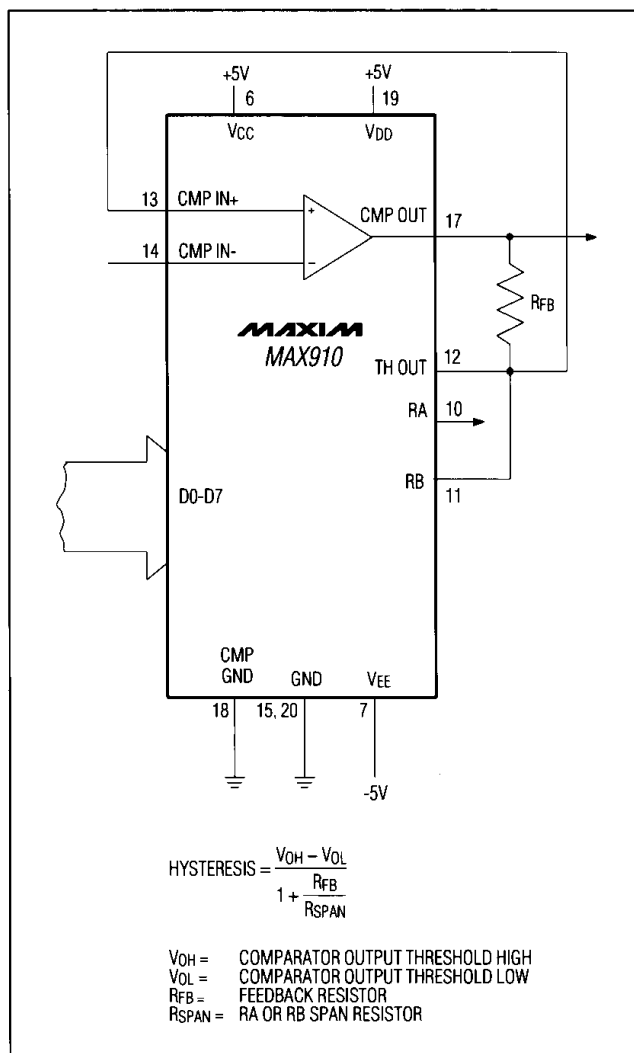 +5V +5V
6 19
VCC VDD
13 CMP IN+ + CMP OUT 17
14 CMP IN- −
RFB
MAXIM
MAX910
TH OUT 12
RA 10
RB 11
D0-D7
CMP GND GND VEE
18 15, 20 7
-5V
HYSTERESIS = VOH − VOL
1 + RFB
RSPAN
VOH = COMPARATOR OUTPUT THRESHOLD HIGH
VOL = COMPARATOR OUTPUT THRESHOLD LOW
RFB = FEEDBACK RESISTOR
RSPAN = RA OR RB SPAN RESISTOR